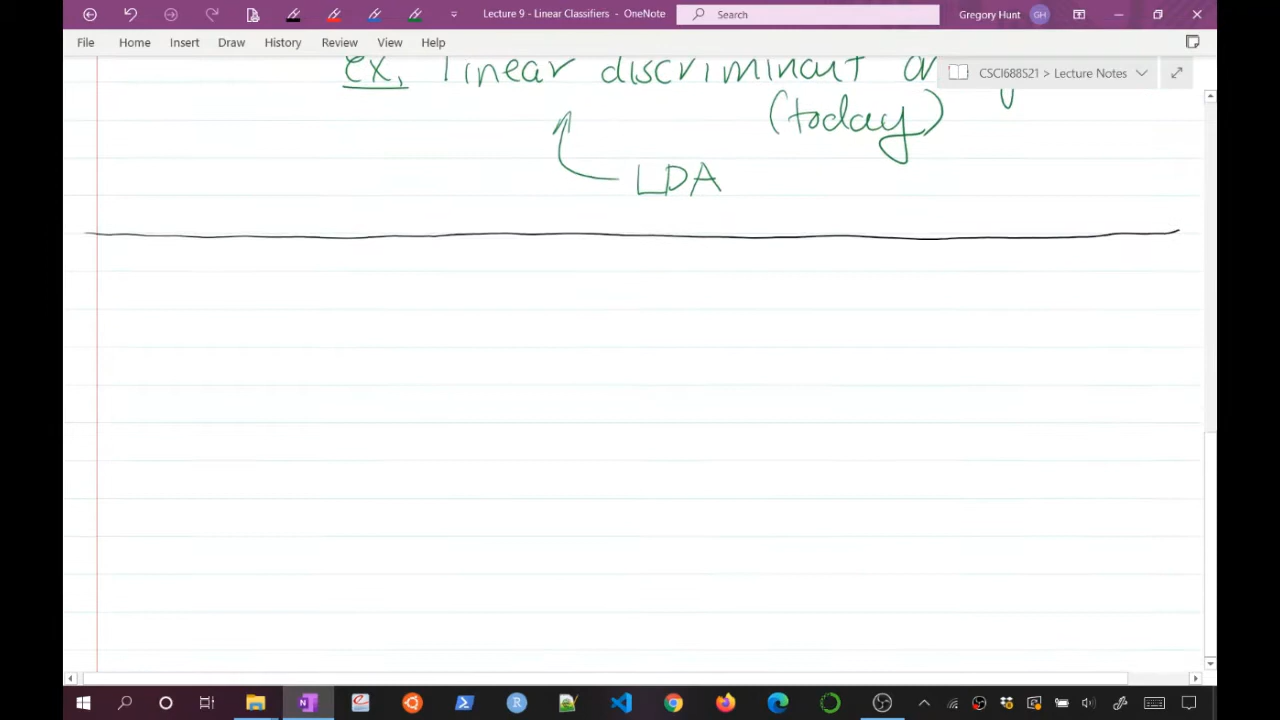 Lecture 9 - Linear Classifiers - OneNote
Search
Gregory Hunt
GH
File Home Insert Draw History Review View Help
CSCI688S21 > Lecture Notes
ex. linear discriminant
(today)
LDA